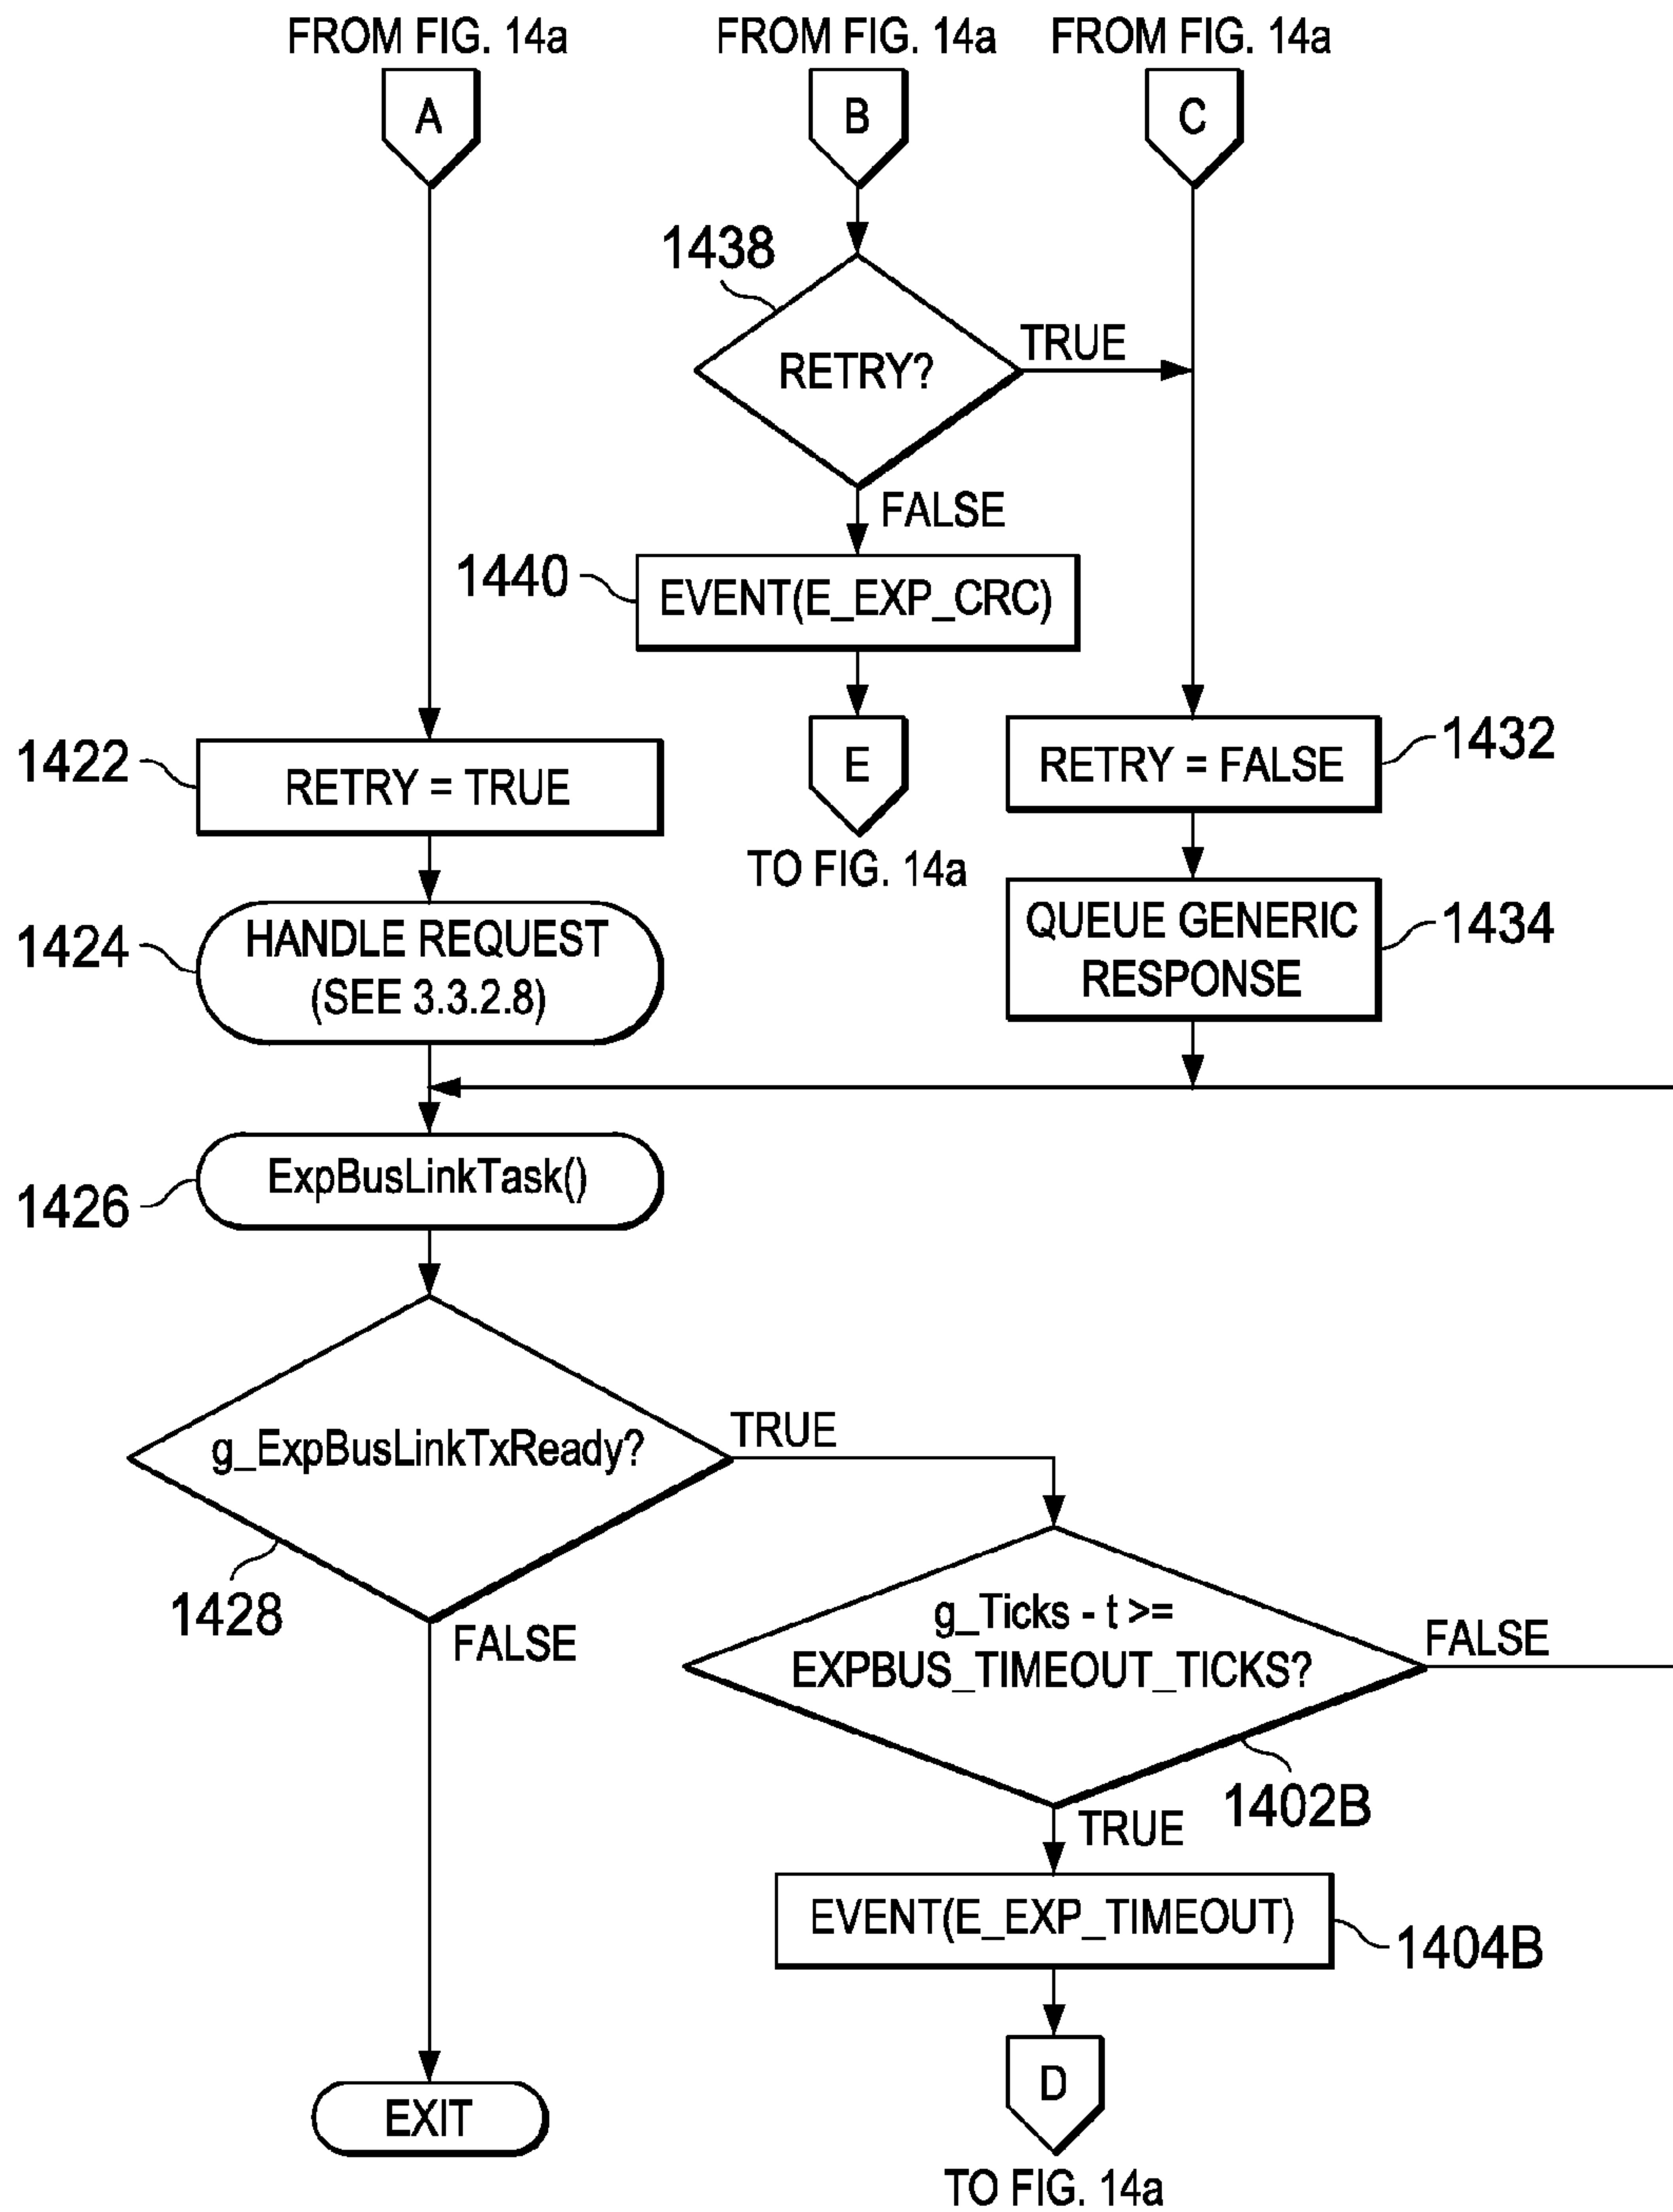 FROM FIG. 14a
FROM FIG. 14a
FROM FIG. 14a
A
B
C
1438
RETRY?
TRUE
FALSE
1440
EVENT(E_EXP_CRC)
1422
RETRY = TRUE
E
RETRY = FALSE
1432
TO FIG. 14a
1424
HANDLE REQUEST
(SEE 3.3.2.8)
QUEUE GENERIC
RESPONSE
1434
1426
ExpBusLinkTask()
g_ExpBusLinkTxReady?
TRUE
1428
FALSE
g_Ticks - t >=
EXPBUS_TIMEOUT_TICKS?
FALSE
1402B
TRUE
EVENT(E_EXP_TIMEOUT)
1404B
D
EXIT
TO FIG. 14a